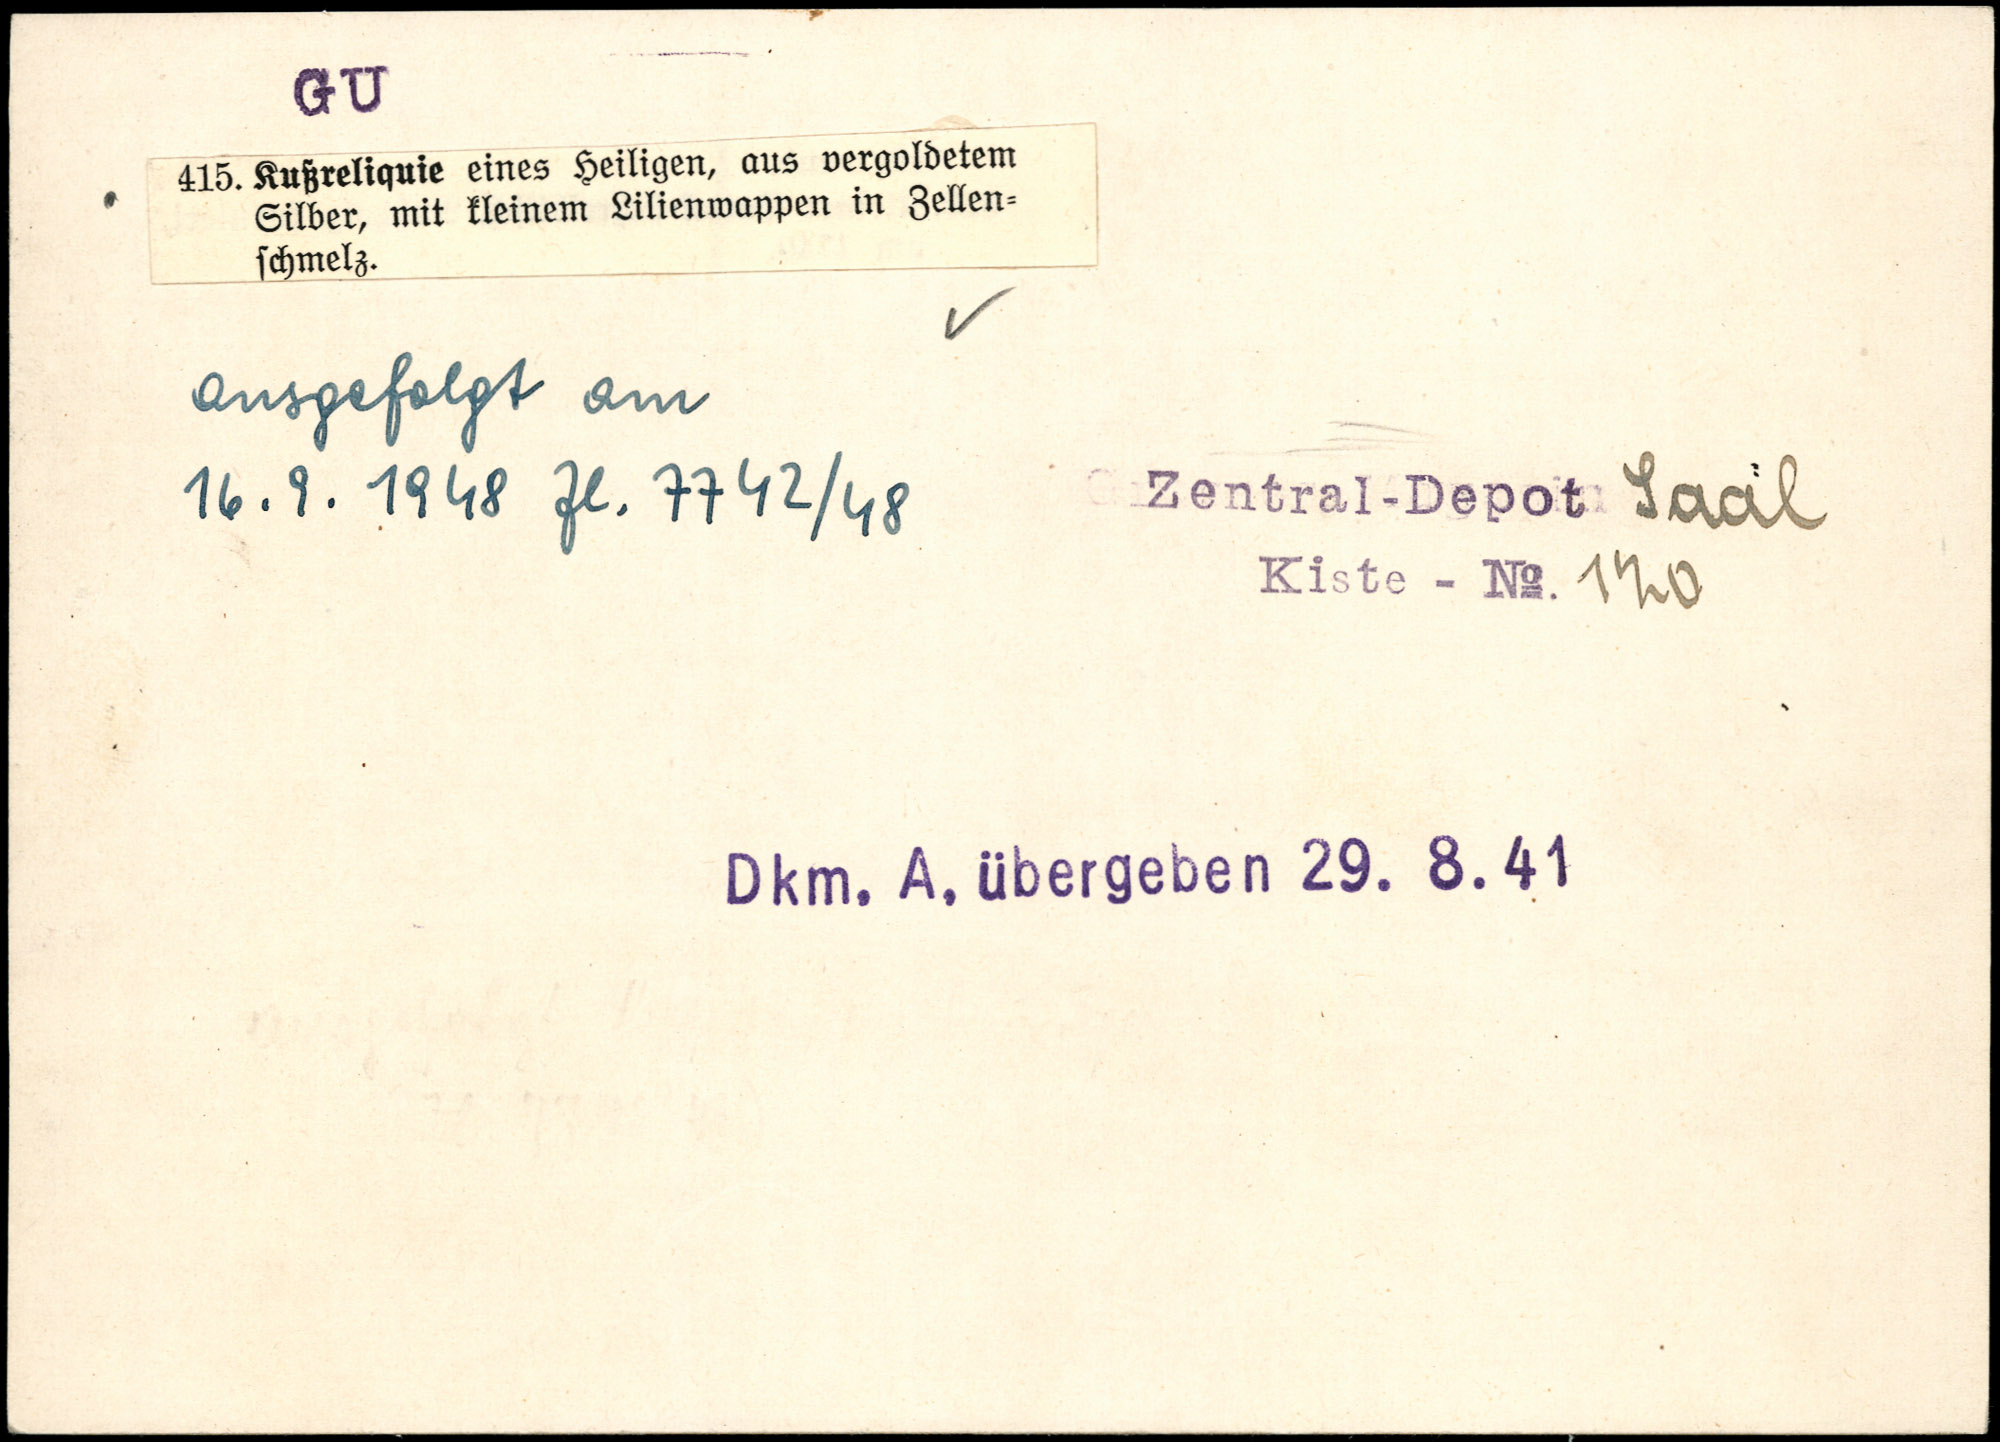 GU
415. Kußreliquie eines Heiligen, aus vergoldetem
Silber, mit kleinem Lilienwappen in Zellen=
schmelz.
ausgefolgt am
16.9. 1948 Zl. 7742/48
Zentral-Depot Saal
Kiste - №. 120
Dkm. A. übergeben 29. 8. 41